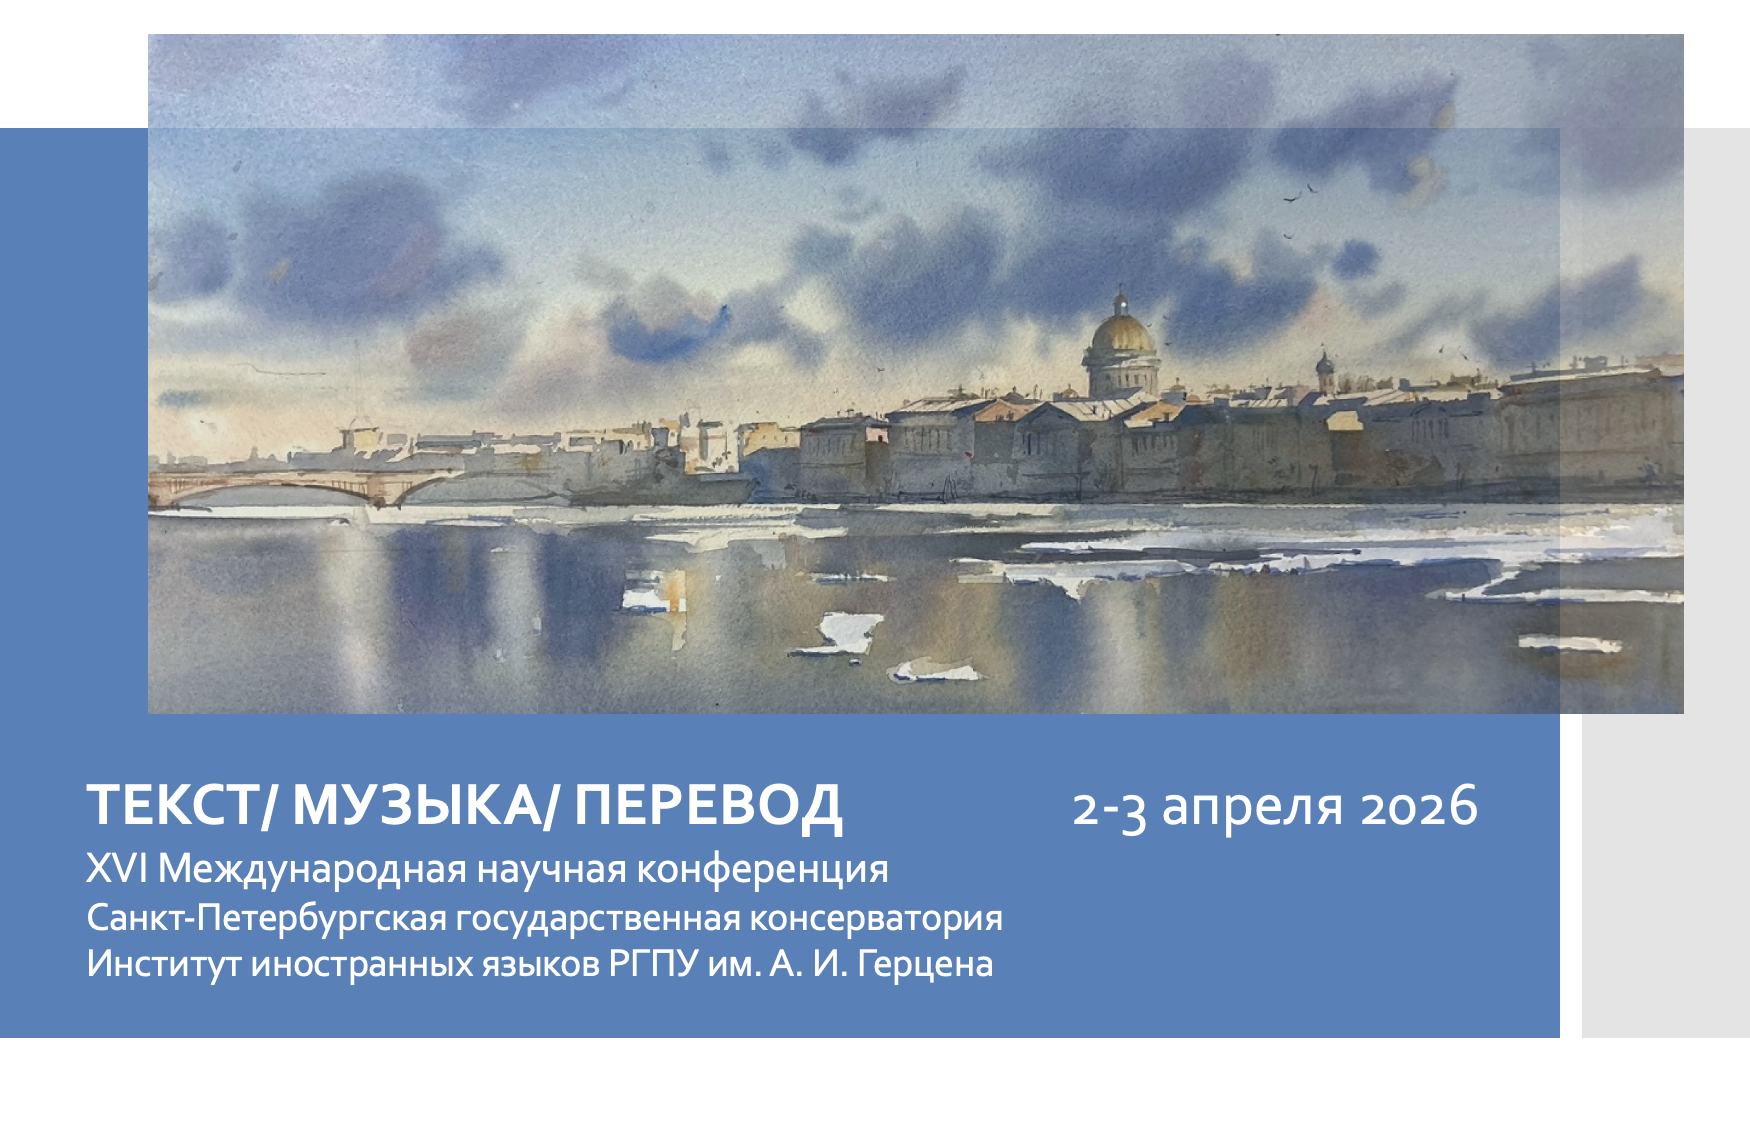 ТЕКСТ/ МУЗЫКА/ ПЕРЕВОД
2-3 апреля 2026
XVI Международная научная конференция
Санкт-Петербургская государственная консерватория
Институт иностранных языков РГПУ им. А. И. Герцена